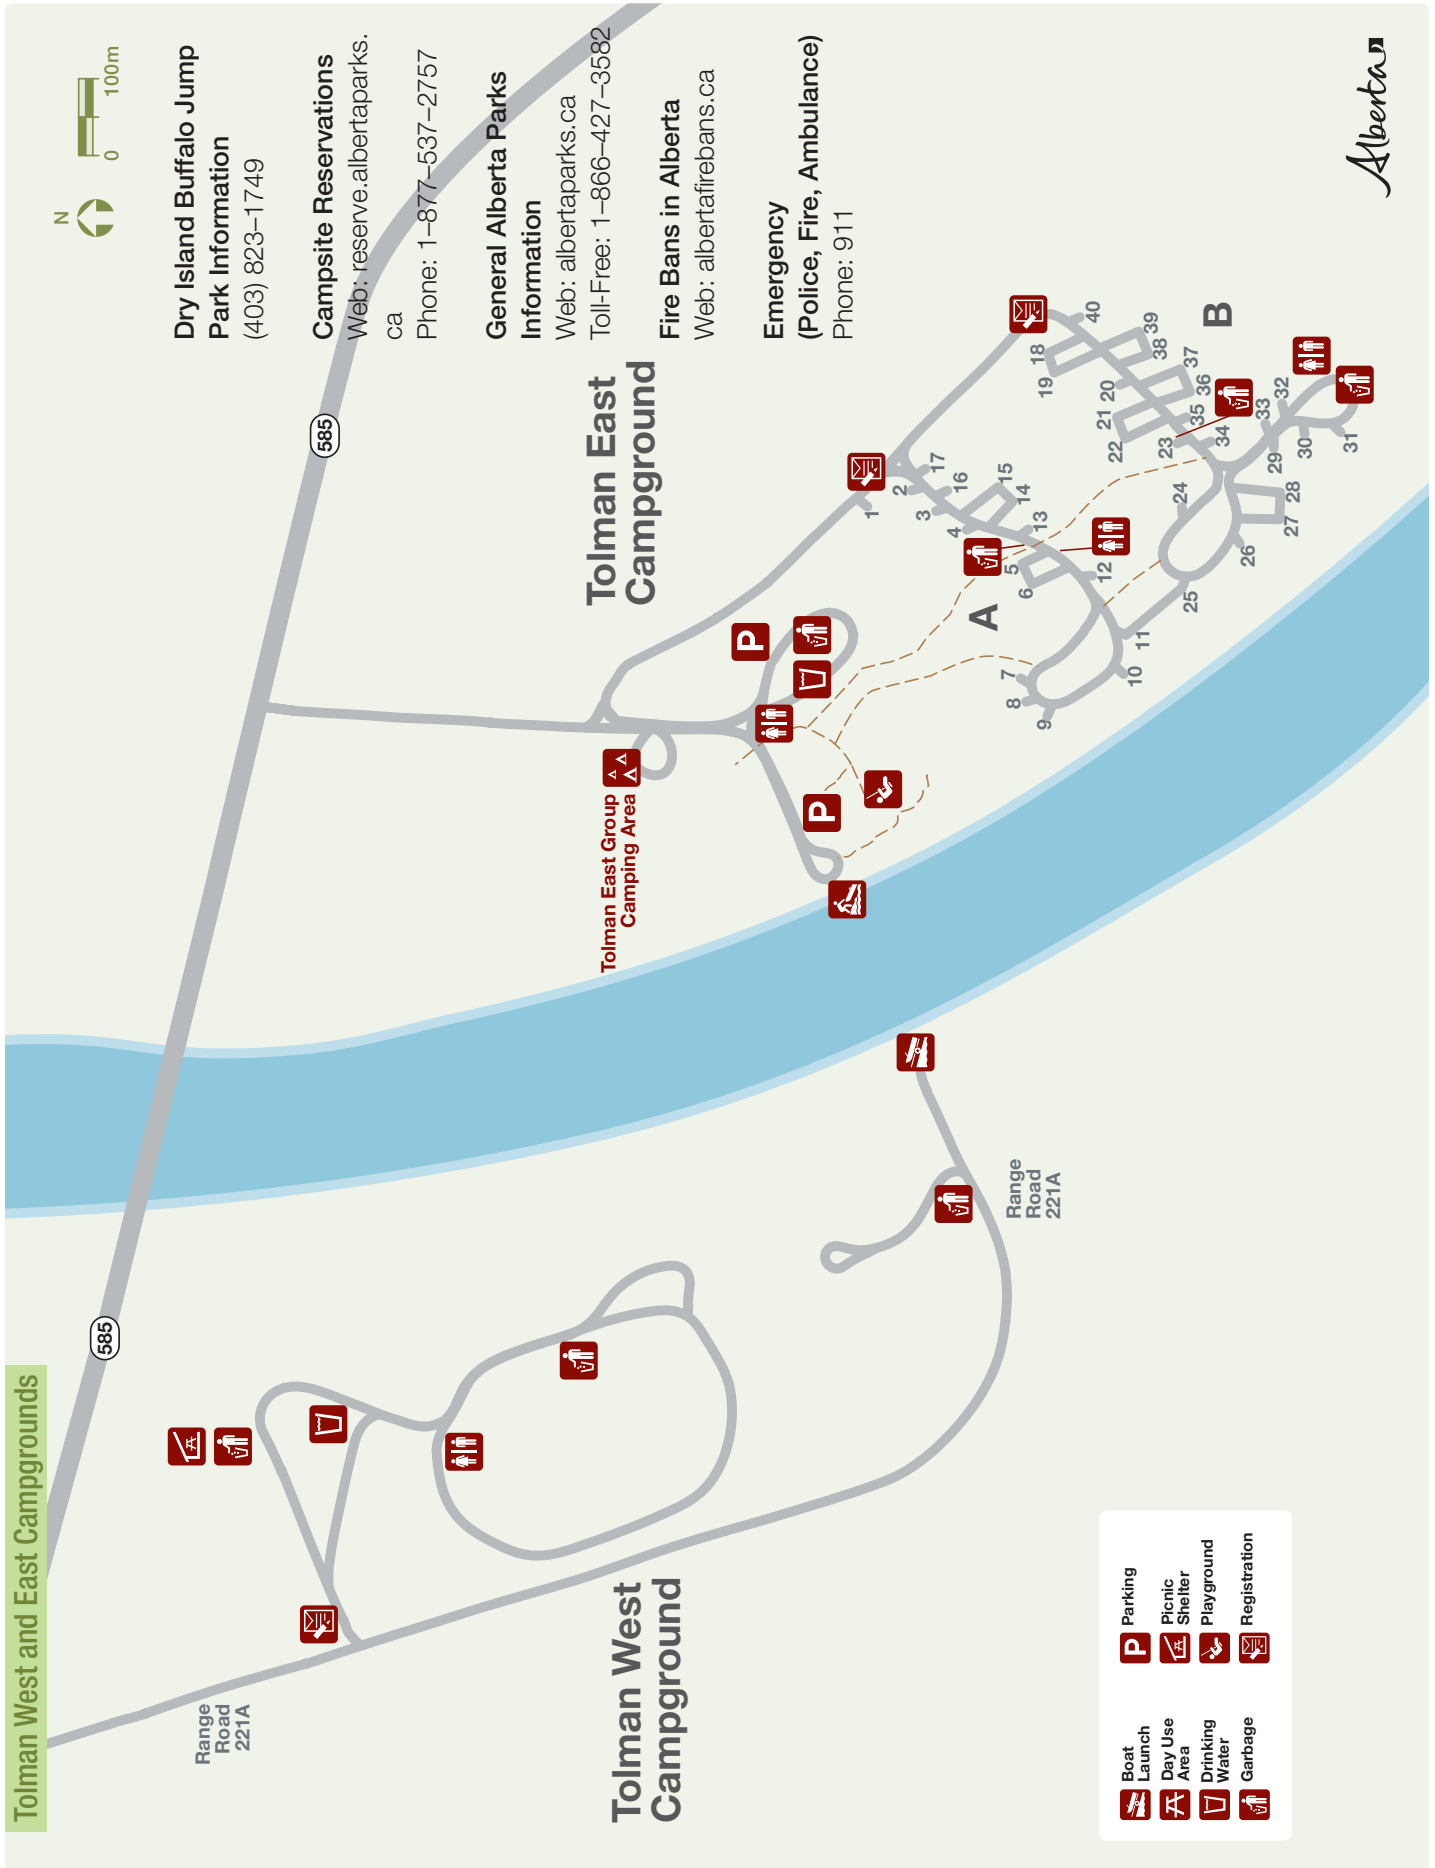 Tolman West and East Campgrounds
N
0 100m
Dry Island Buffalo Jump
Park Information
(403) 823–1749
Campsite Reservations
Web: reserve.albertaparks.
ca
Phone: 1–877–537–2757
General Alberta Parks
Information
Web: albertaparks.ca
Toll-Free: 1–866–427–3582
Fire Bans in Alberta
Web: albertafirebans.ca
Emergency
(Police, Fire, Ambulance)
Phone: 911
585
585
Tolman East
Campground
Tolman East Group
Camping Area
P
P
A
1
2
3
4
5
6
7
8
9
10
11
12
13
14
15
16
17
B
18
19
20
21
22
23
24
25
26
27
28
29
30
31
32
33
34
35
36
37
38
39
40
Range
Road
221A
Range
Road
221A
Tolman West
Campground
Boat
Launch
Day Use
Area
Drinking
Water
Garbage
P Parking
Picnic
Shelter
Playground
Registration
Alberta